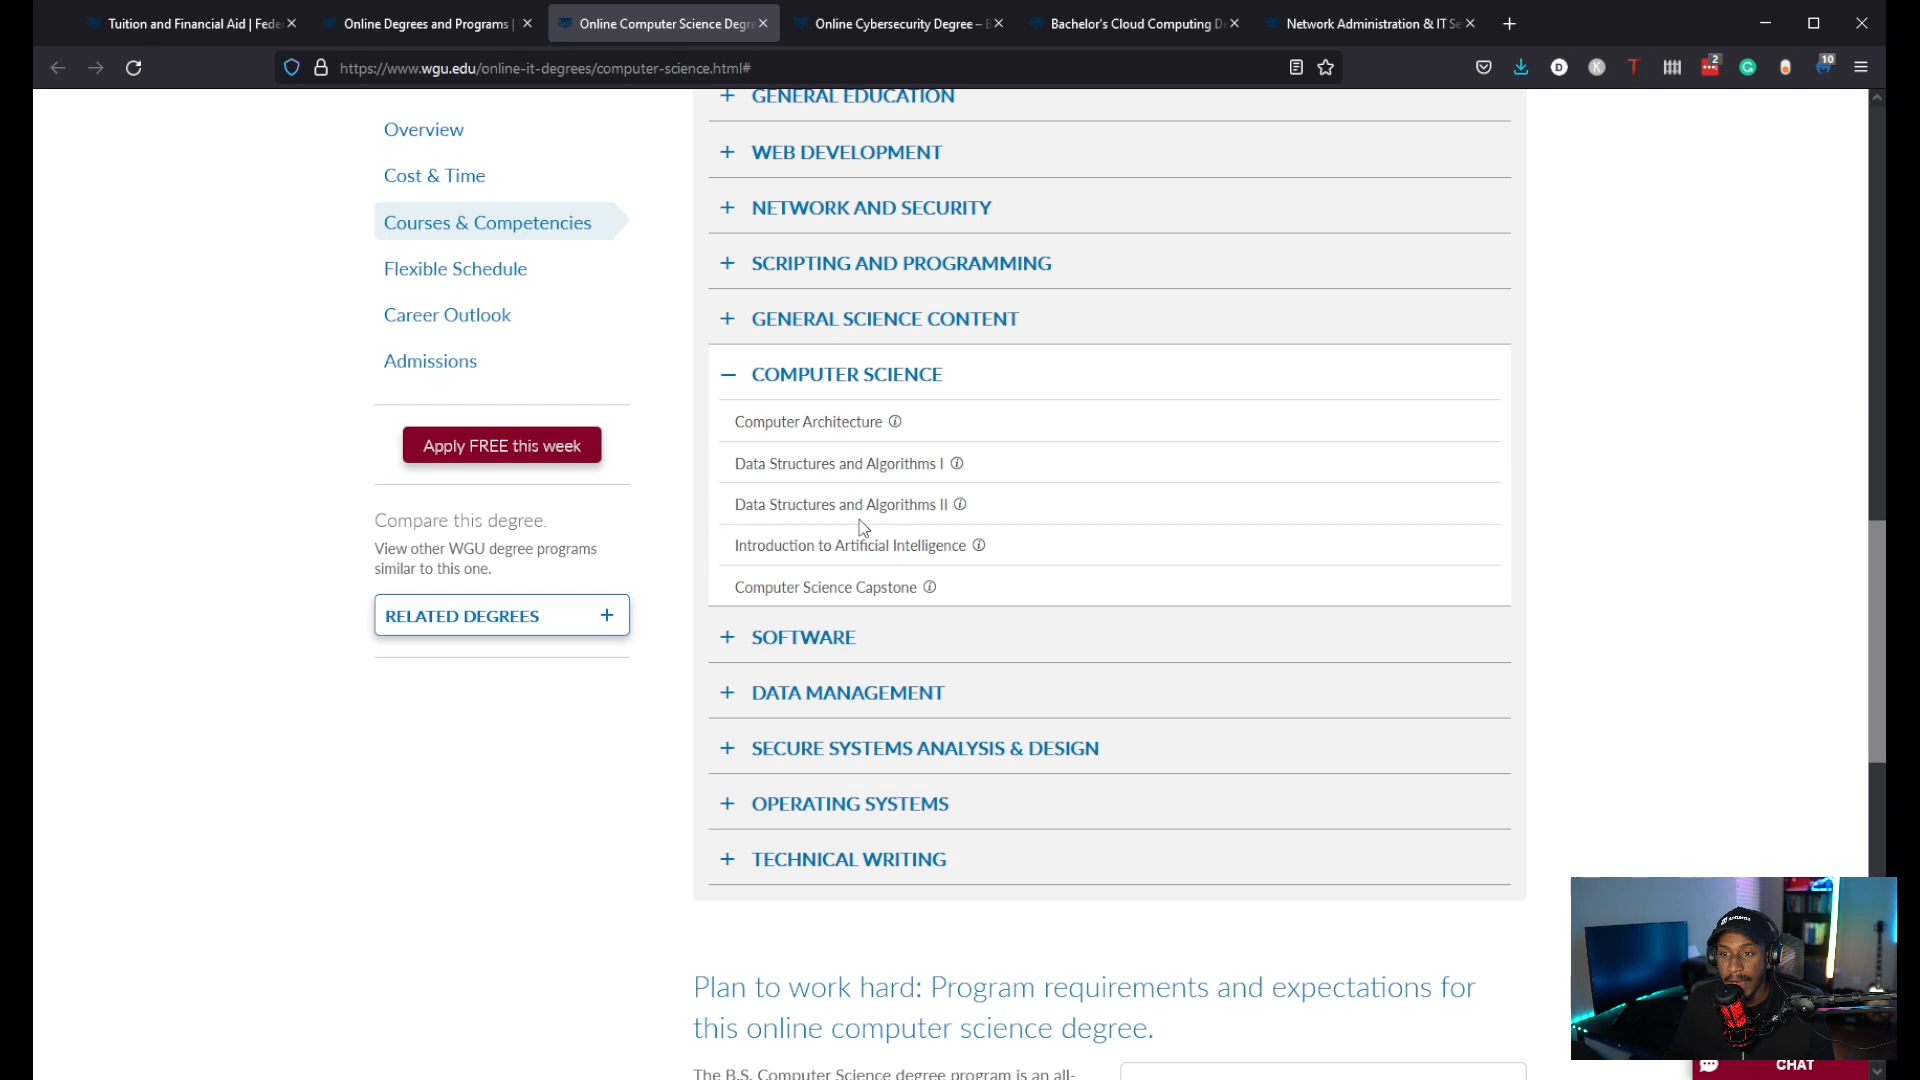 Tuition and Financial Aid | Fede
Online Degrees and Programs |
Online Computer Science Degre
Online Cybersecurity Degree – B
Bachelor's Cloud Computing D
Network Administration & IT Se
https://www.wgu.edu/online-it-degrees/computer-science.html#
2
10
Overview
Cost & Time
Courses & Competencies
Flexible Schedule
Career Outlook
Admissions
Apply FREE this week
Compare this degree.
View other WGU degree programs
similar to this one.
RELATED DEGREES +
+ GENERAL EDUCATION
+ WEB DEVELOPMENT
+ NETWORK AND SECURITY
+ SCRIPTING AND PROGRAMMING
+ GENERAL SCIENCE CONTENT
— COMPUTER SCIENCE
Computer Architecture
Data Structures and Algorithms I
Data Structures and Algorithms II
Introduction to Artificial Intelligence
Computer Science Capstone
+ SOFTWARE
+ DATA MANAGEMENT
+ SECURE SYSTEMS ANALYSIS & DESIGN
+ OPERATING SYSTEMS
+ TECHNICAL WRITING
Plan to work hard: Program requirements and expectations for
this online computer science degree.
The B.S. Computer Science degree program is an all-
CHAT